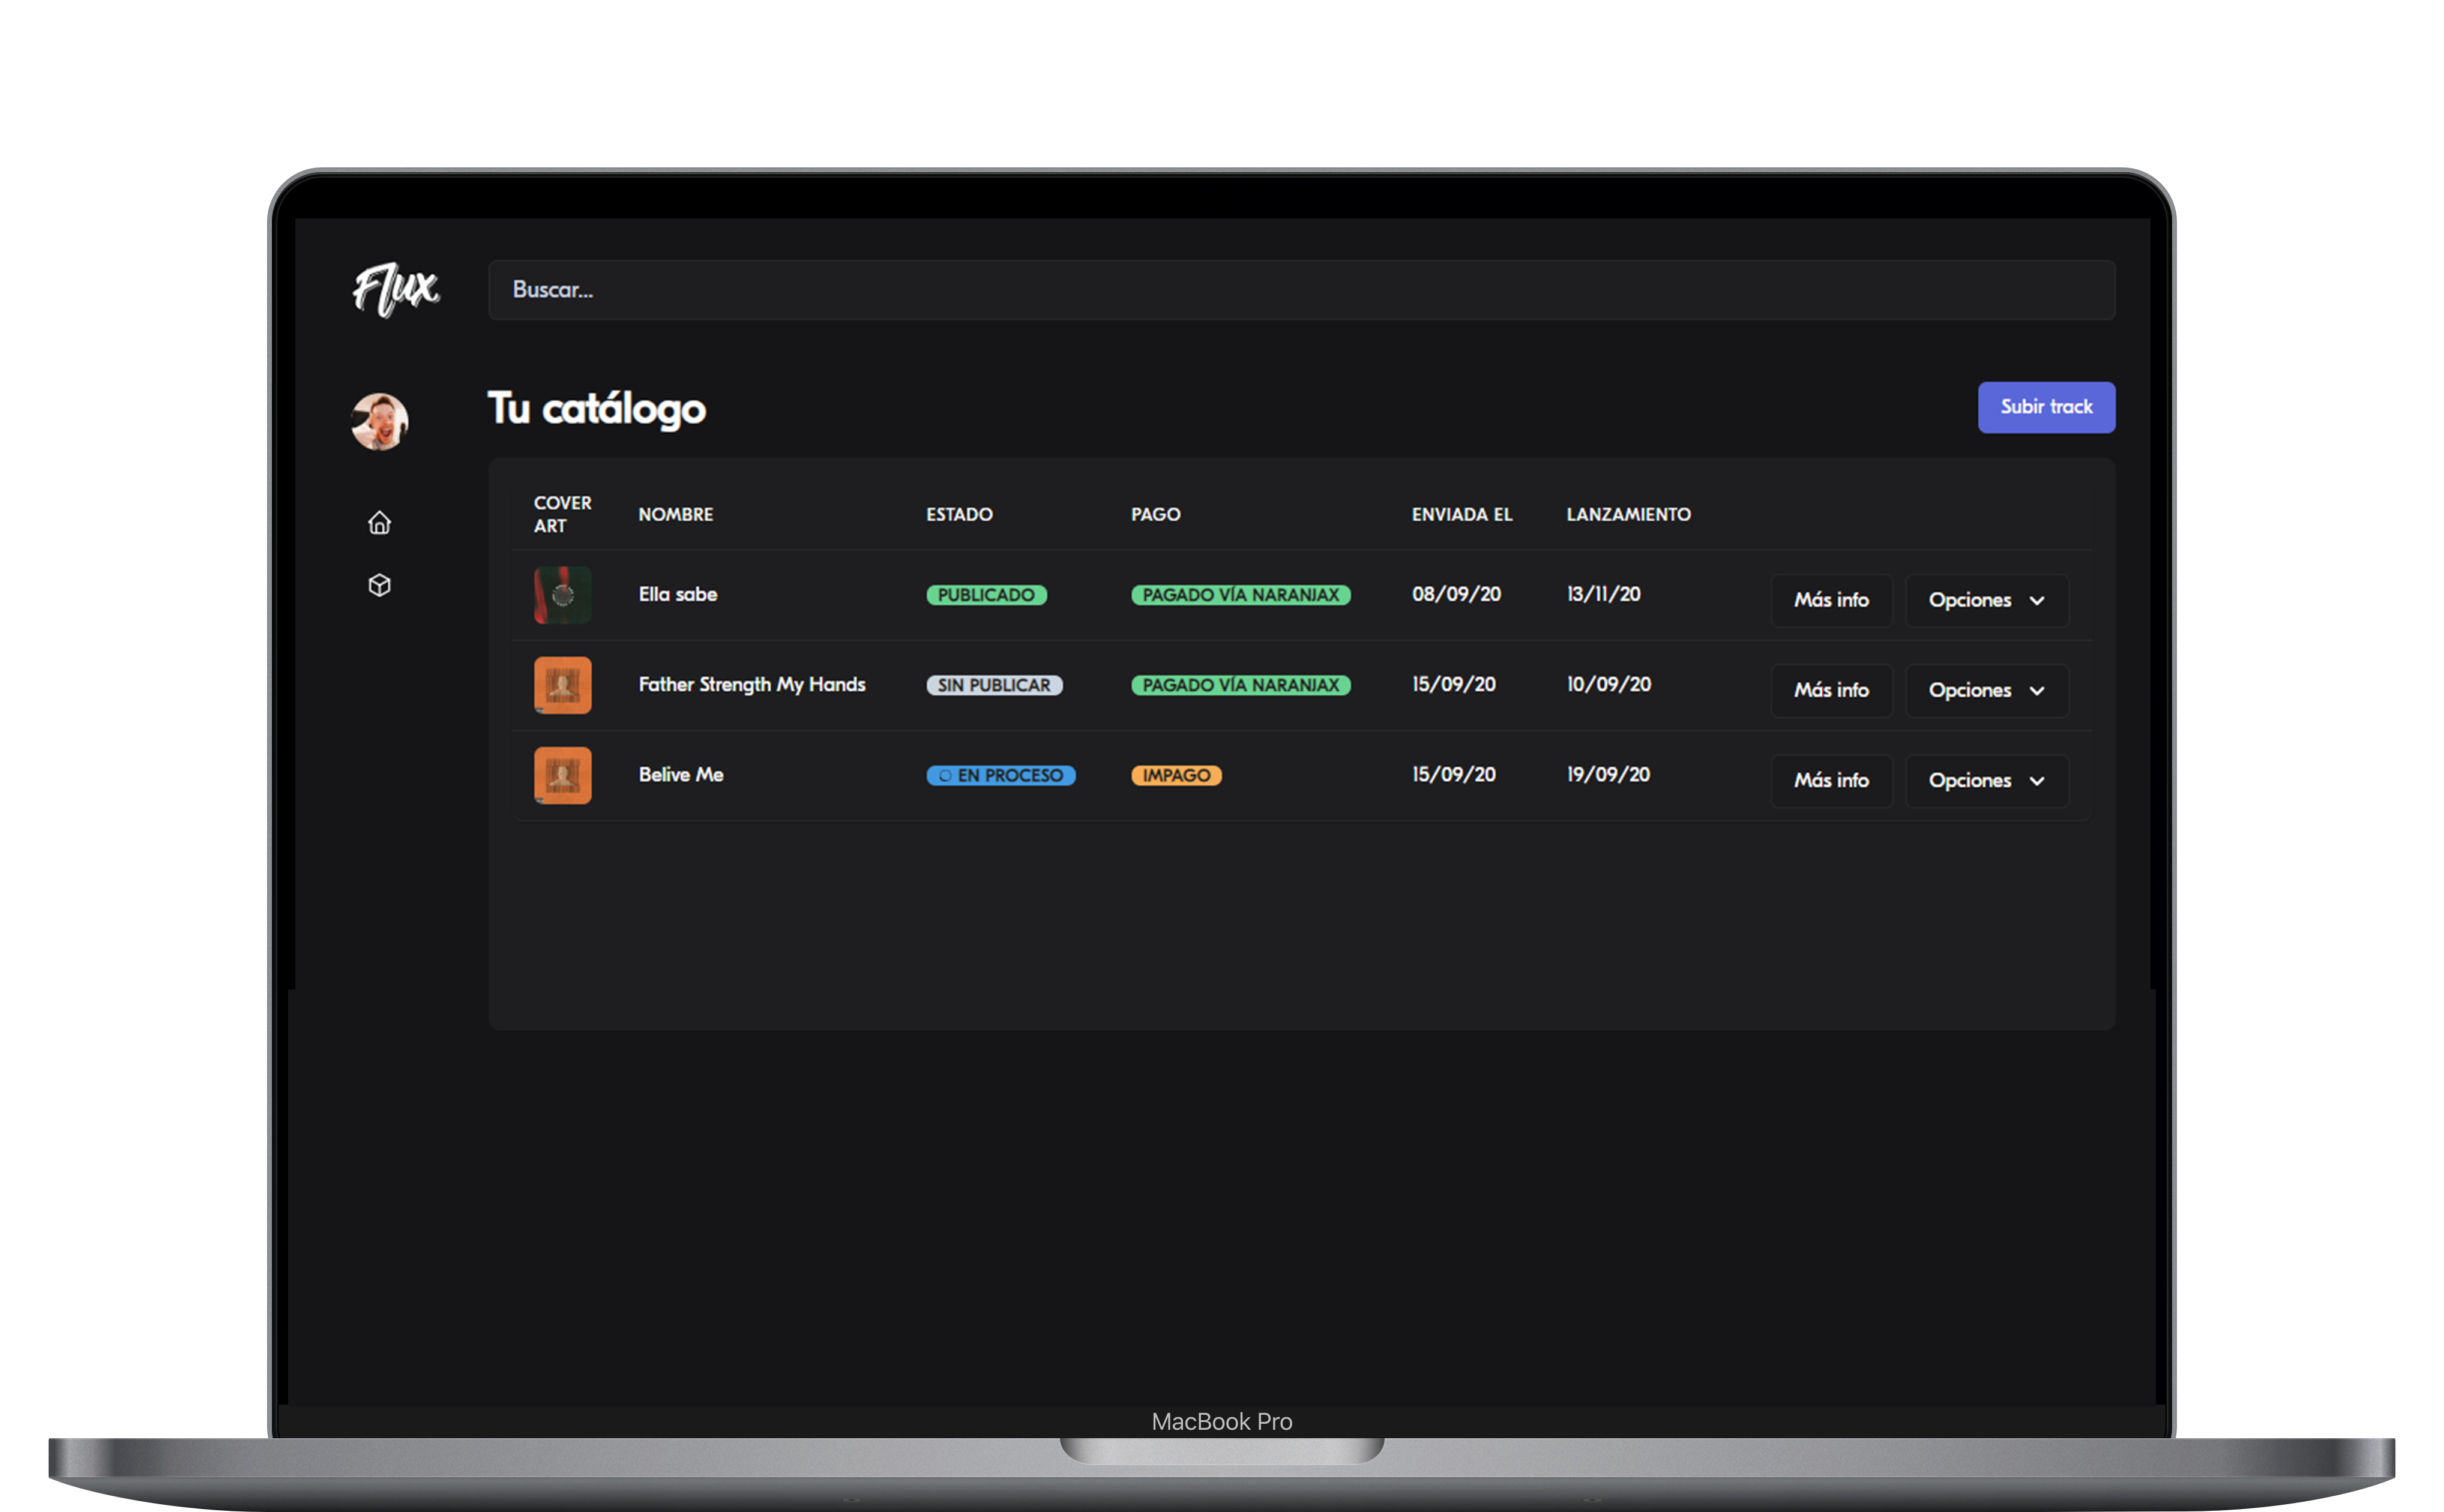 Flux
Buscar...
Tu catálogo
Subir track
COVER ART NOMBRE ESTADO PAGO ENVIADA EL LANZAMIENTO
Ella sabe PUBLICADO PAGADO VÍA NARANJAX 08/09/20 13/11/20 Más info Opciones
Father Strength My Hands SIN PUBLICAR PAGADO VÍA NARANJAX 15/09/20 10/09/20 Más info Opciones
Belive Me EN PROCESO IMPAGO 15/09/20 19/09/20 Más info Opciones
MacBook Pro